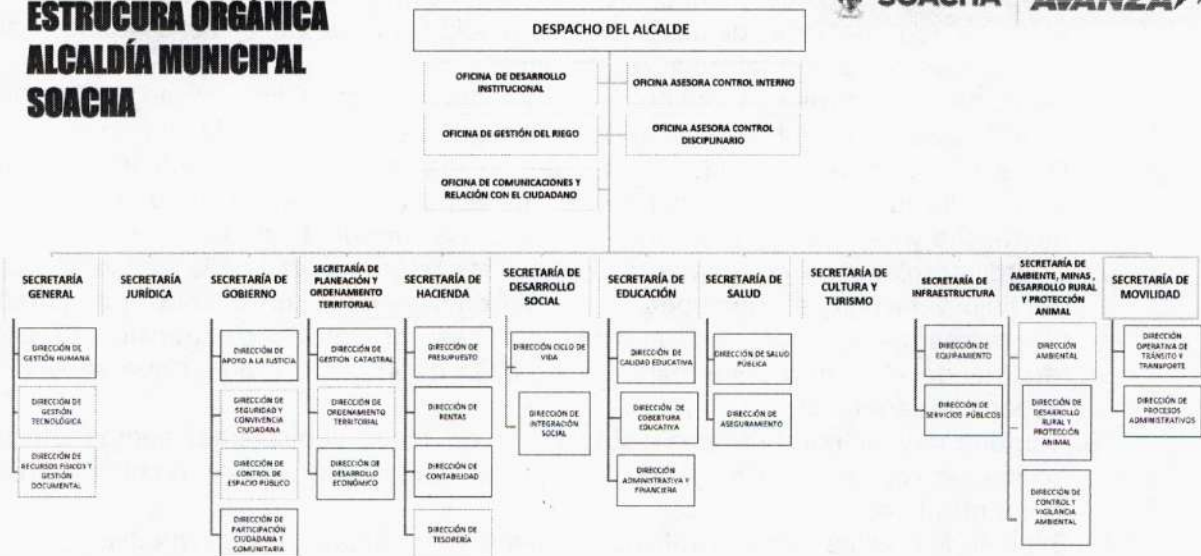 ESTRUCURA ORGÁNICA
ALCALDÍA MUNICIPAL
SOACHA
SOACHA AVANZA
DESPACHO DEL ALCALDE
OFICINA DE DESARROLLO
INSTITUCIONAL
OFICINA ASESORA CONTROL INTERNO
OFICINA DE GESTIÓN DEL RIEGO
OFICINA ASESORA CONTROL
DISCIPLINARIO
OFICINA DE COMUNICACIONES Y
RELACIÓN CON EL CIUDADANO
SECRETARÍA
GENERAL
DIRECCIÓN DE
GESTIÓN HUMANA
DIRECCIÓN DE
GESTIÓN
TECNOLÓGICA
DIRECCIÓN DE
RECURSOS FISICOS Y
GESTIÓN
DOCUMENTAL
SECRETARÍA
JURÍDICA
SECRETARÍA DE
GOBIERNO
DIRECCIÓN DE
APOYO A LA JUSTICIA
DIRECCIÓN DE
SEGURIDAD Y
CONVIVENCIA
CIUDADANA
DIRECCIÓN DE
CONTROL DE
ESPACIO PÚBLICO
DIRECCIÓN DE
PARTICIPACIÓN
CIUDADANA Y
COMUNITARIA
SECRETARÍA DE
PLANEACIÓN Y
ORDENAMIENTO
TERRITORIAL
DIRECCIÓN DE
GESTIÓN CATASTRAL
DIRECCIÓN DE
ORDENAMIENTO
TERRITORIAL
DIRECCIÓN DE
DESARROLLO
ECONÓMICO
SECRETARÍA DE
HACIENDA
DIRECCIÓN DE
PRESUPUESTO
DIRECCIÓN DE
RENTAS
DIRECCIÓN DE
CONTABILIDAD
DIRECCIÓN DE
TESORERÍA
SECRETARÍA DE
DESARROLLO
SOCIAL
DIRECCIÓN CICLO DE
VIDA
DIRECCIÓN DE
INTEGRACIÓN
SOCIAL
SECRETARÍA DE
EDUCACIÓN
DIRECCIÓN DE
CALIDAD EDUCATIVA
DIRECCIÓN DE
COBERTURA
EDUCATIVA
DIRECCIÓN
ADMINISTRATIVA Y
FINANCIERA
SECRETARÍA DE
SALUD
DIRECCIÓN DE SALUD
PÚBLICA
DIRECCIÓN DE
ASEGURAMIENTO
SECRETARÍA DE
CULTURA Y
TURISMO
SECRETARÍA DE
INFRAESTRUCTURA
DIRECCIÓN DE
EQUIPAMIENTO
DIRECCIÓN DE
SERVICIOS PÚBLICOS
SECRETARÍA DE
AMBIENTE, MINAS,
DESARROLLO RURAL
Y PROTECCIÓN
ANIMAL
DIRECCIÓN
AMBIENTAL
DIRECCIÓN DE
DESAROLLO
RURAL Y
PROTECCIÓN
ANIMAL
DIRECCIÓN DE
CONTROL Y
VIGILANCIA
AMBIENTAL
SECRETARÍA DE
MOVILIDAD
DIRECCIÓN
OPERATIVA DE
TRÁNSITO Y
TRANSPORTE
DIRECCIÓN DE
PROCESOS
ADMINISTRATIVOS